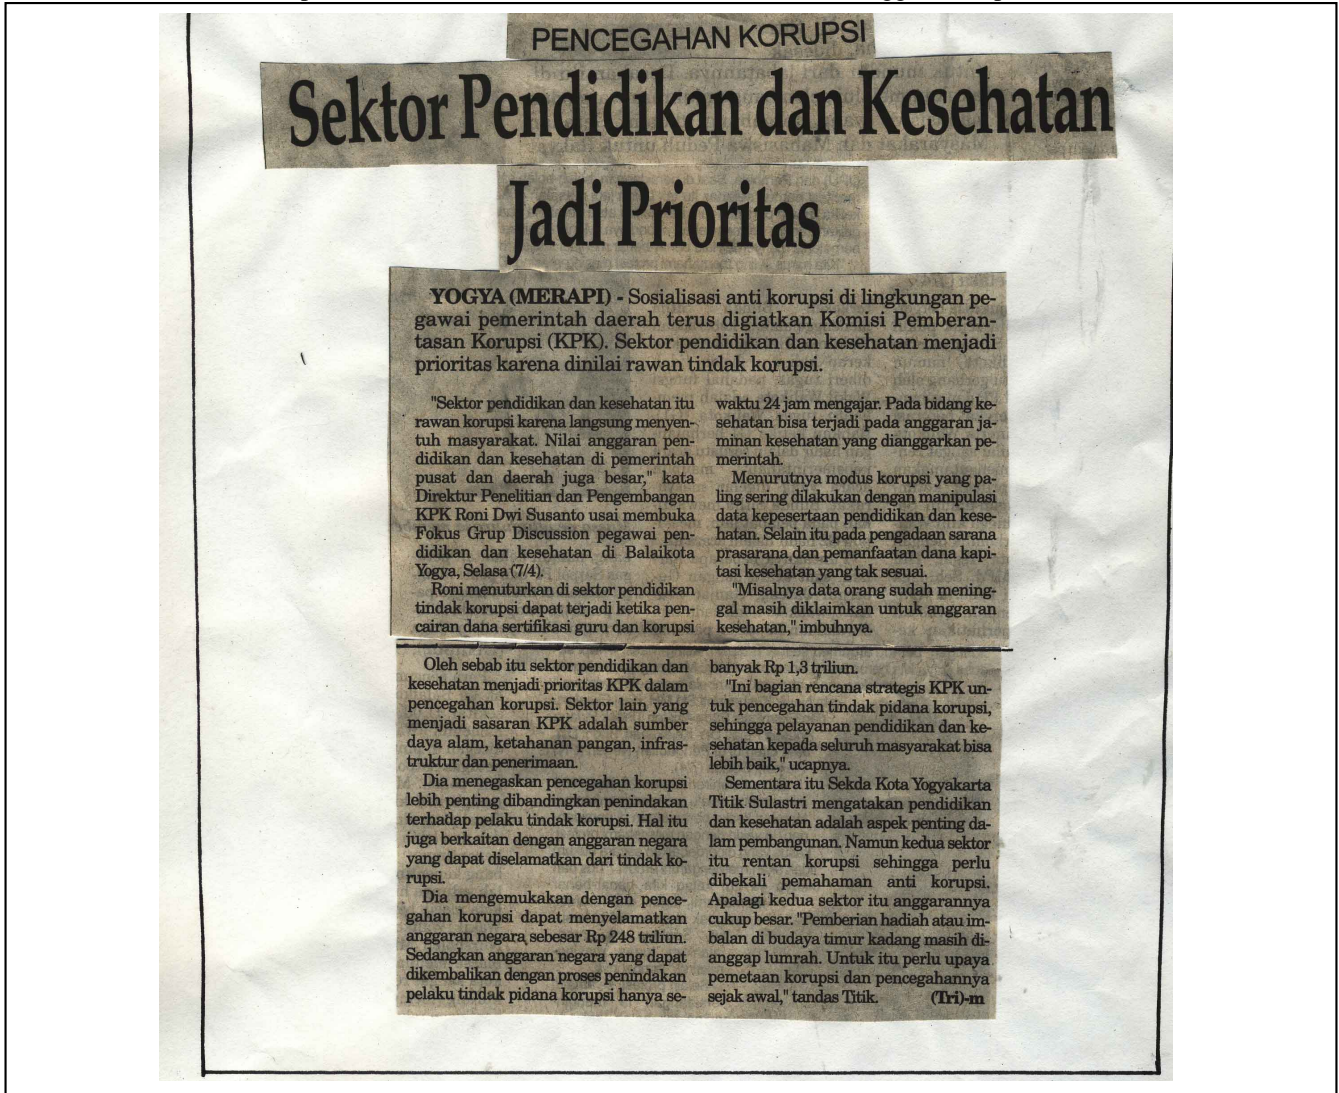 PENCEGAHAN KORUPSI
Sektor Pendidikan dan Kesehatan
Jadi Prioritas
YOGYA (MERAPI) - Sosialisasi anti korupsi di lingkungan pe-
gawai pemerintah daerah terus digiatkan Komisi Pemberan-
tasan Korupsi (KPK). Sektor pendidikan dan kesehatan menjadi
prioritas karena dinilai rawan tindak korupsi.
"Sektor pendidikan dan kesehatan itu
rawan korupsi karena langsung menyen-
tuh masyarakat. Nilai anggaran pen-
didikan dan kesehatan di pemerintah
pusat dan daerah juga besar," kata
Direktur Penelitian dan Pengembangan
KPK Roni Dwi Susanto usai membuka
Fokus Grup Discussion pegawai pen-
didikan dan kesehatan di Balaikota
Yogya, Selasa (7/4).
Roni menuturkan di sektor pendidikan
tindak korupsi dapat terjadi ketika pen-
cairan dana sertifikasi guru dan korupsi
waktu 24 jam mengajar. Pada bidang ke-
sehatan bisa terjadi pada anggaran ja-
minan kesehatan yang dianggarkan pe-
merintah.
Menurutnya modus korupsi yang pa-
ling sering dilakukan dengan manipulasi
data kepesertaan pendidikan dan kese-
hatan. Selain itu pada pengadaan sarana
prasarana dan pemanfaatan dana kapi-
tasi kesehatan yang tak sesuai.
"Misalnya data orang sudah mening-
gal masih diklaimkan untuk anggaran
kesehatan," imbuhnya.
Oleh sebab itu sektor pendidikan dan
kesehatan menjadi prioritas KPK dalam
pencegahan korupsi. Sektor lain yang
menjadi sasaran KPK adalah sumber
daya alam, ketahanan pangan, infras-
truktur dan penerimaan.
Dia menegaskan pencegahan korupsi
lebih penting dibandingkan penindakan
terhadap pelaku tindak korupsi. Hal itu
juga berkaitan dengan anggaran negara
yang dapat diselamatkan dari tindak ko-
rupsi.
Dia mengemukakan dengan pence-
gahan korupsi dapat menyelamatkan
anggaran negara sebesar Rp 248 triliun.
Sedangkan anggaran negara yang dapat
dikembalikan dengan proses penindakan
pelaku tindak pidana korupsi hanya se-
banyak Rp 1,3 triliun.
"Ini bagian rencana strategis KPK un-
tuk pencegahan tindak pidana korupsi,
sehingga pelayanan pendidikan dan ke-
sehatan kepada seluruh masyarakat bisa
lebih baik," ucapnya.
Sementara itu Sekda Kota Yogyakarta
Titik Sulastri mengatakan pendidikan
dan kesehatan adalah aspek penting da-
lam pembangunan. Namun kedua sektor
itu rentan korupsi sehingga perlu
dibekali pemahaman anti korupsi.
Apalagi kedua sektor itu anggarannya
cukup besar. "Pemberian hadiah atau im-
balan di budaya timur kadang masih di-
anggap lumrah. Untuk itu perlu upaya
pemetaan korupsi dan pencegahannya
sejak awal," tandas Titik. (Tri)-m